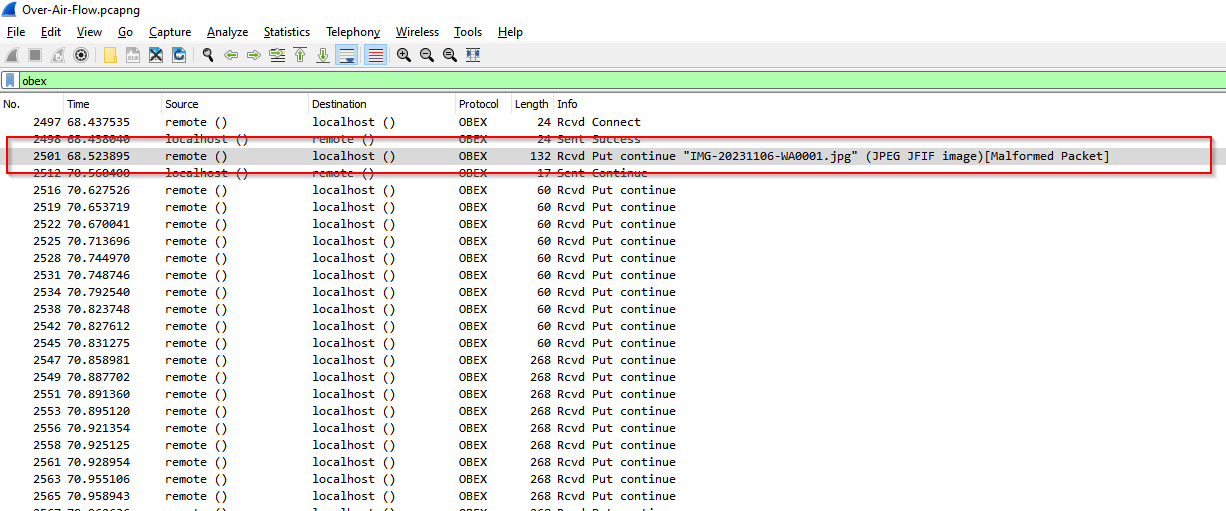 Over-Air-Flow.pcapng
File Edit View Go Capture Analyze Statistics Telephony Wireless Tools Help
obex
No. Time Source Destination Protocol Length Info
2497 68.437535 remote () localhost () OBEX 24 Rcvd Connect
2498 68.438040 localhost () remote () OBEX 24 Sent Success
2501 68.523895 remote () localhost () OBEX 132 Rcvd Put continue "IMG-20231106-WA0001.jpg" (JPEG JFIF image)[Malformed Packet]
2512 70.560400 localhost () remote () OBEX 17 Sent Continue
2516 70.627526 remote () localhost () OBEX 60 Rcvd Put continue
2519 70.653719 remote () localhost () OBEX 60 Rcvd Put continue
2522 70.670041 remote () localhost () OBEX 60 Rcvd Put continue
2525 70.713696 remote () localhost () OBEX 60 Rcvd Put continue
2528 70.744970 remote () localhost () OBEX 60 Rcvd Put continue
2531 70.748746 remote () localhost () OBEX 60 Rcvd Put continue
2534 70.792540 remote () localhost () OBEX 60 Rcvd Put continue
2538 70.823748 remote () localhost () OBEX 60 Rcvd Put continue
2542 70.827612 remote () localhost () OBEX 60 Rcvd Put continue
2545 70.831275 remote () localhost () OBEX 60 Rcvd Put continue
2547 70.858981 remote () localhost () OBEX 268 Rcvd Put continue
2549 70.887702 remote () localhost () OBEX 268 Rcvd Put continue
2551 70.891360 remote () localhost () OBEX 268 Rcvd Put continue
2553 70.895120 remote () localhost () OBEX 268 Rcvd Put continue
2556 70.921354 remote () localhost () OBEX 268 Rcvd Put continue
2558 70.925125 remote () localhost () OBEX 268 Rcvd Put continue
2561 70.928954 remote () localhost () OBEX 268 Rcvd Put continue
2563 70.955106 remote () localhost () OBEX 268 Rcvd Put continue
2565 70.958943 remote () localhost () OBEX 268 Rcvd Put continue